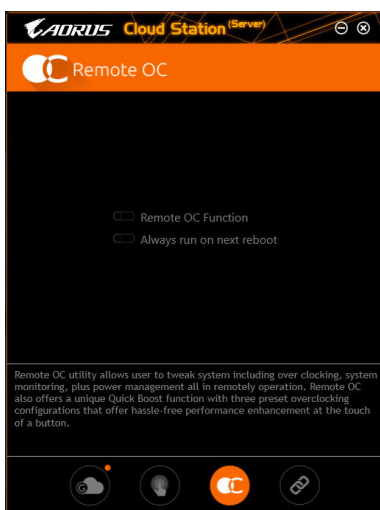 AORUS Cloud Station (Server)
Remote OC
Remote OC Function
Always run on next reboot
Remote OC utility allows user to tweak system including over clocking, system
monitoring, plus power management all in remotely operation. Remote OC
also offers a unique Quick Boost function with three preset overclocking
configurations that offer hassle-free performance enhancement at the touch
of a button.
G